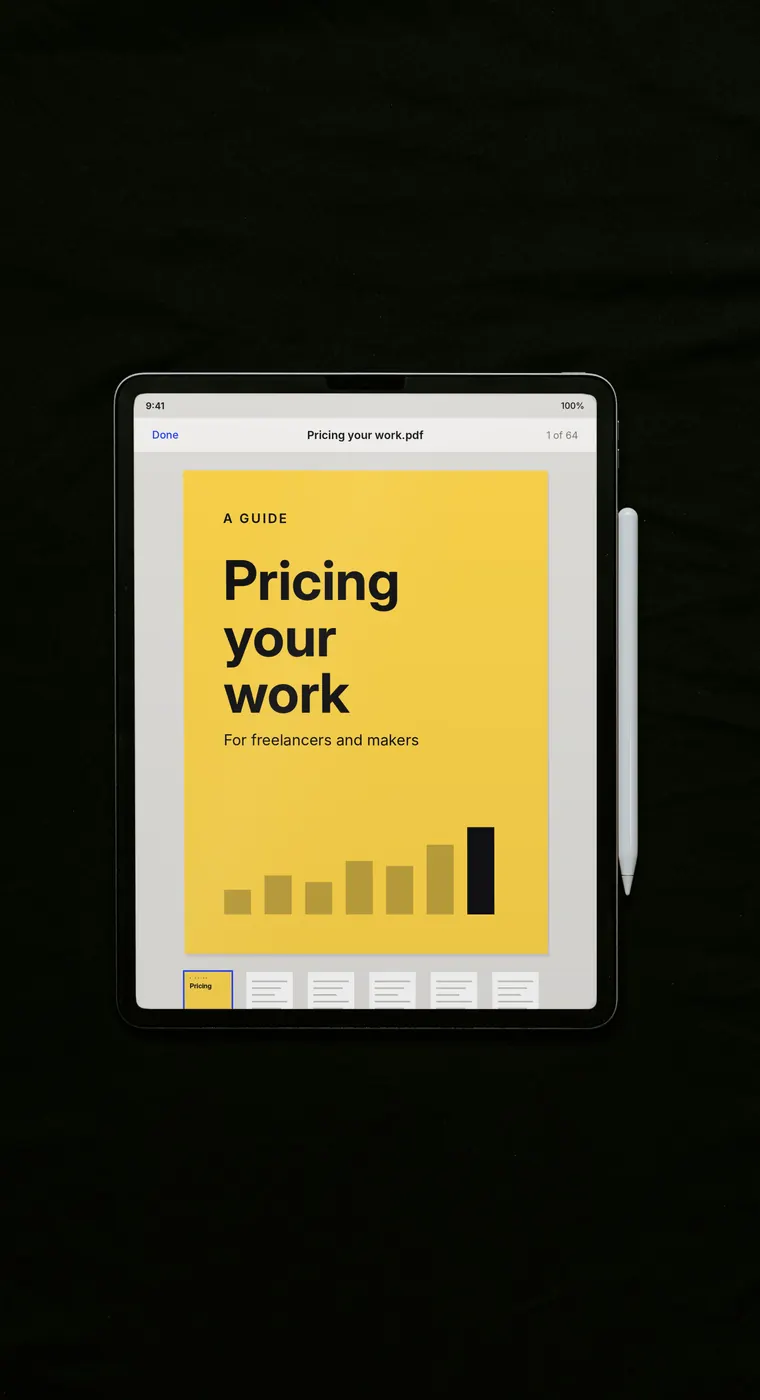 9:41
100%
Done
Pricing your work.pdf
1 of 64
A GUIDE
Pricing
your
work
For freelancers and makers
Pricing